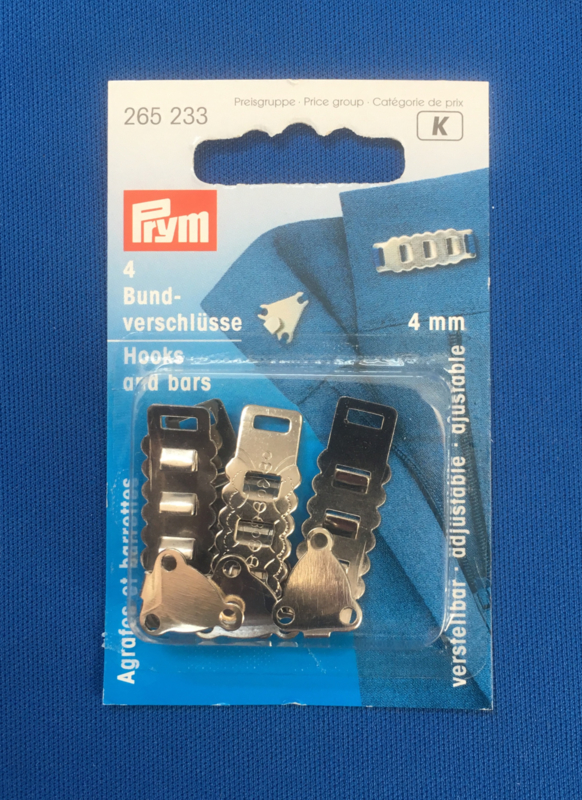 Preisgruppe · Price group · Catégorie de prix
265 233
K
Prym
4
Bund-
verschlüsse
4 mm
Hooks
and bars
Agrafes et barrettes
verstellbar · adjustable · ajustable